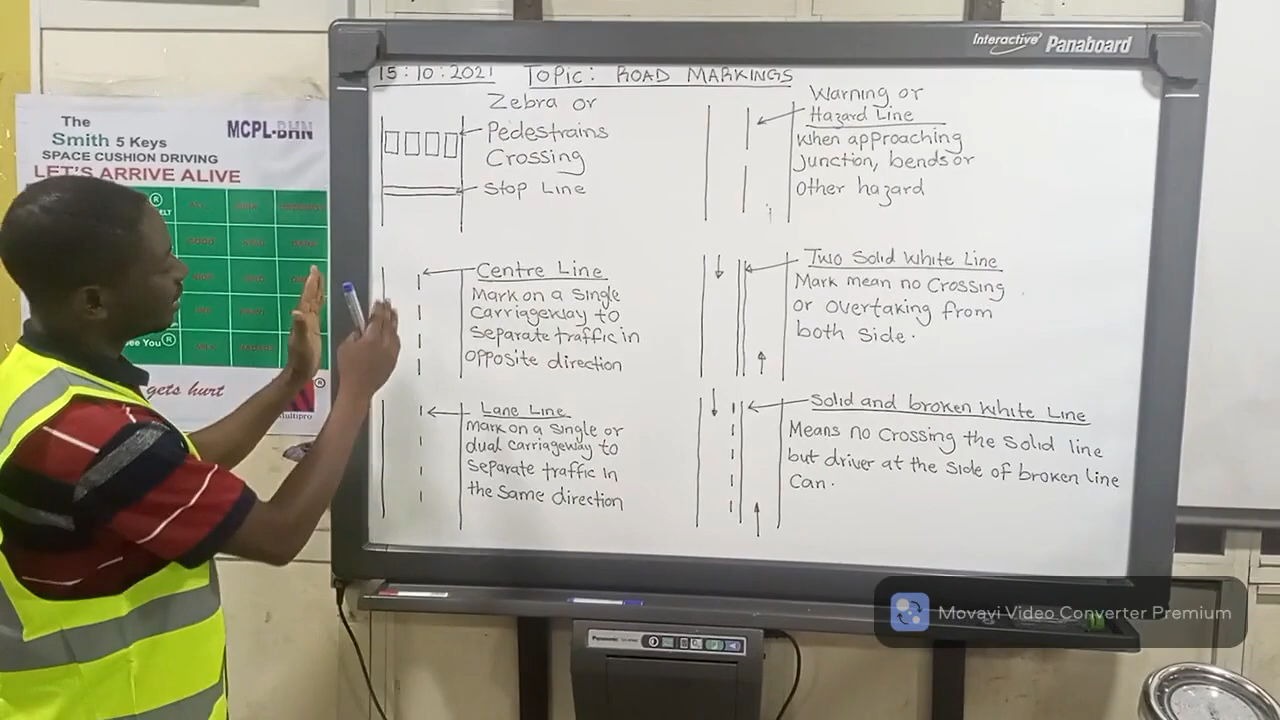 Interactive Panaboard
15:10:2021 TOPIC: ROAD MARKINGS
Zebra or
Pedestrains
Crossing
Stop Line
Centre Line
Mark on a single
Carriageway to
Separate traffic in
opposite direction
Lane Line
Mark on a single or
dual carriageway to
Separate traffic in
the same direction
Warning or
Hazard Line
when approaching
Junction, bends or
other hazard
Two Solid White Line
Mark mean no Crossing
or overtaking from
both side.
Solid and broken White Line
Means no Crossing the solid line
but driver at the side of broken line
Can.
The
Smith 5 Keys
MCPL-BHN
SPACE CUSHION DRIVING
LET'S ARRIVE ALIVE
ee You®
gets hurt
Multipro
Panasonic
Movavi Video Converter Premium